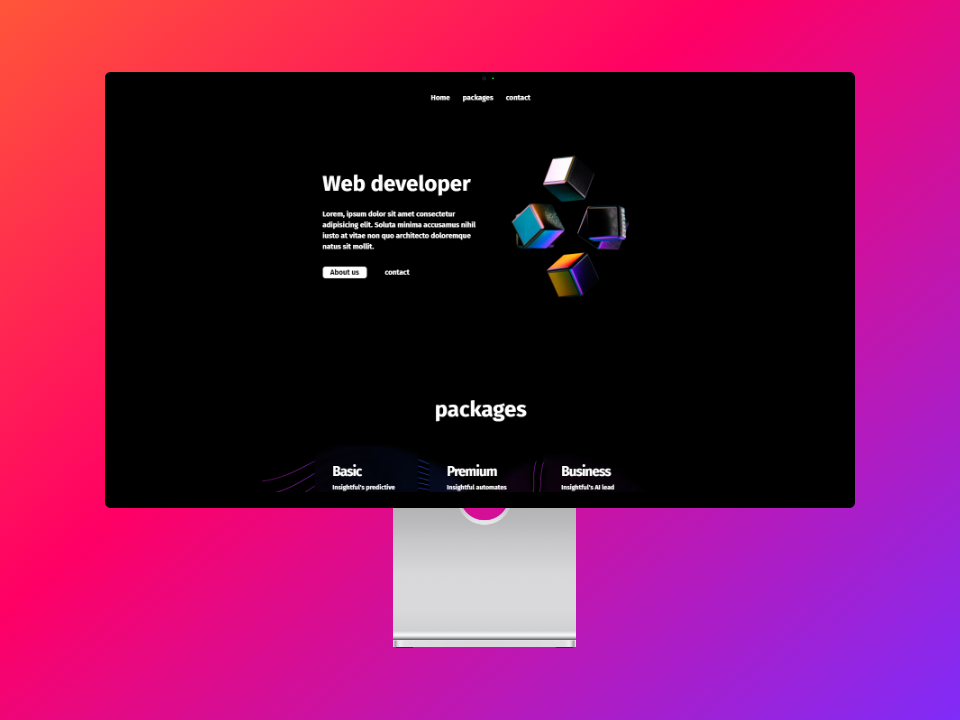 Home packages contact
Web developer
Lorem, ipsum dolor sit amet consectetur
adipisicing elit. Soluta minima accusamus nihil
iusto at vitae non quo architecto doloremque
natus sit mollit.
About us contact
packages
Basic Premium Business
Insightful's predictive Insightful automates Insightful's AI lead